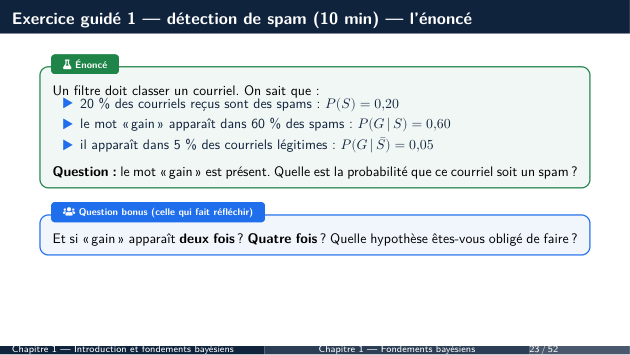 Exercice guidé 1 — détection de spam (10 min) — l'énoncé
Énoncé
Un filtre doit classer un courriel. On sait que :
20 % des courriels reçus sont des spams : P(S) = 0,20
le mot « gain » apparaît dans 60 % des spams : P(G | S) = 0,60
il apparaît dans 5 % des courriels légitimes : P(G | S̄) = 0,05
Question : le mot « gain » est présent. Quelle est la probabilité que ce courriel soit un spam ?
Question bonus (celle qui fait réfléchir)
Et si « gain » apparaît deux fois ? Quatre fois ? Quelle hypothèse êtes-vous obligé de faire ?
Chapitre 1 — Introduction et fondements bayésiens Chapitre 1 — Fondements bayésiens 23 / 52